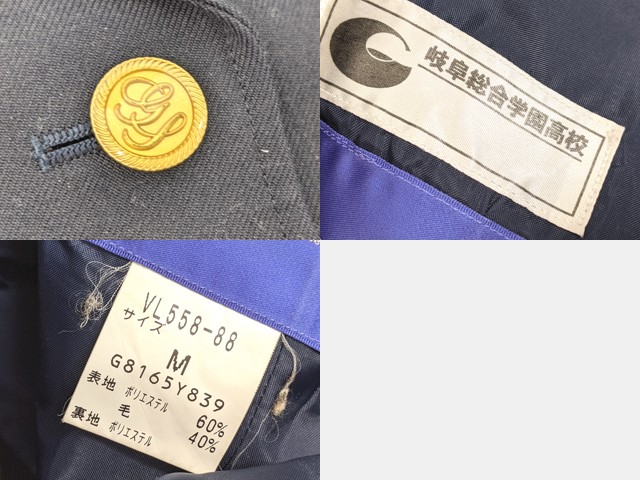 GS
岐阜総合学園高校
VL558-88
サイズ
M
G8165Y839
表地 ポリエステル 60%
毛 40%
裏地 ポリエステル